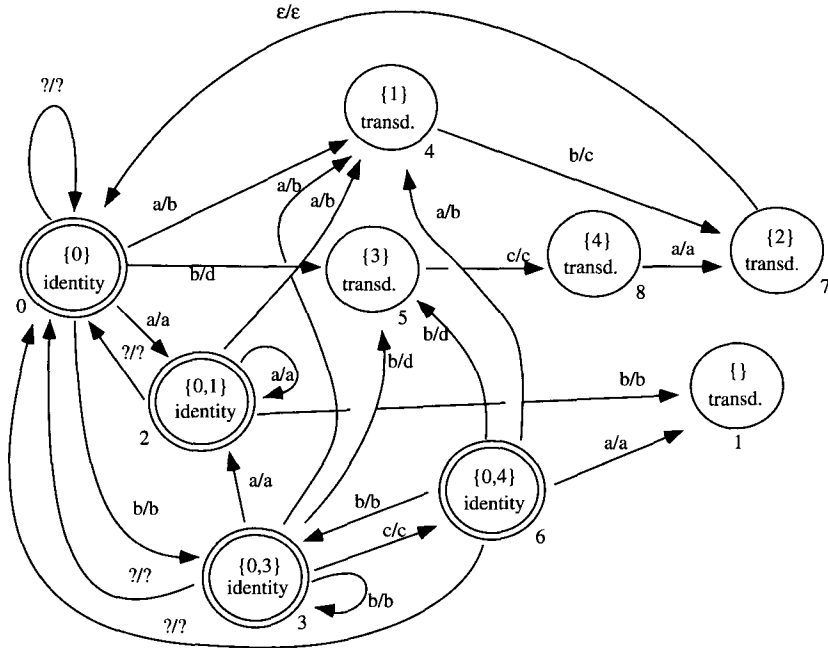 ε/ε
?/?
{1}
transd.
4
a/b
a/b
a/b
b/c
a/b
{0}
identity
0
b/d
{3}
transd.
5
c/c
{4}
transd.
8
a/a
{2}
transd.
7
a/a
?/?
b/d
b/d
{0,1}
identity
2
a/a
b/b
{}
transd.
1
a/a
a/a
b/b
b/b
{0,4}
identity
6
c/c
{0,3}
identity
3
?/?
b/b
?/?